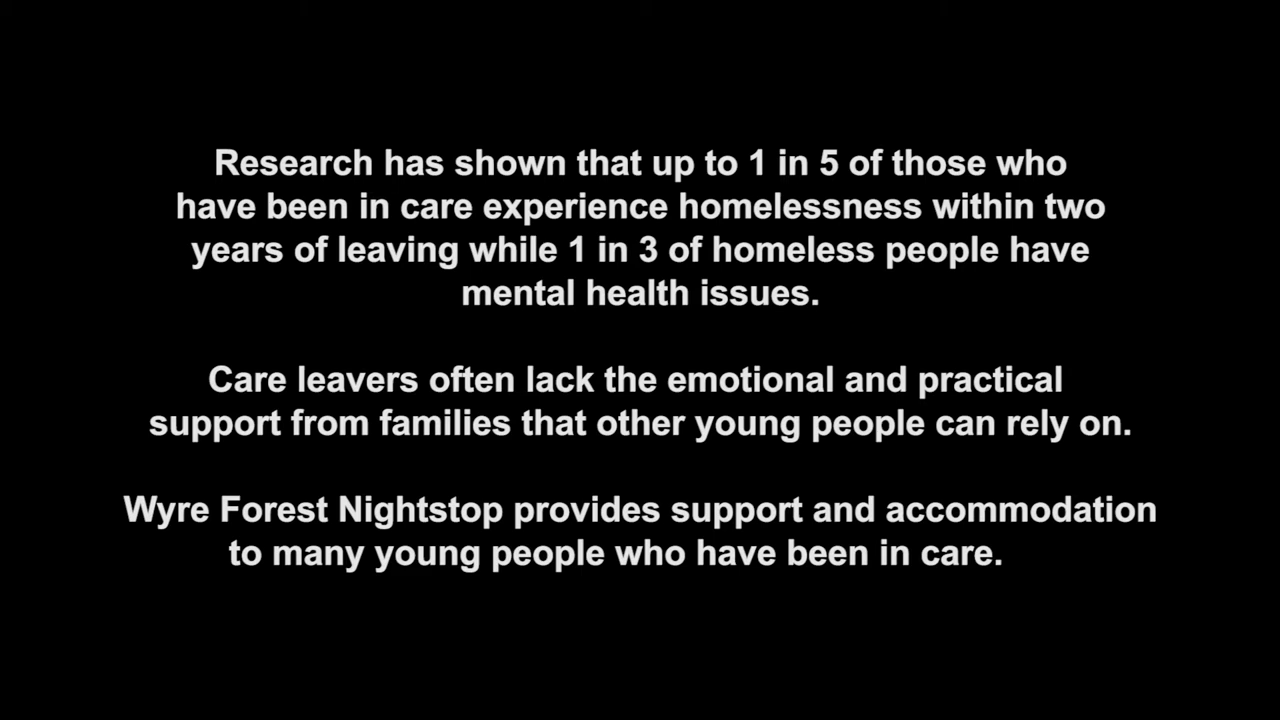 Research has shown that up to 1 in 5 of those who
have been in care experience homelessness within two
years of leaving while 1 in 3 of homeless people have
mental health issues.
Care leavers often lack the emotional and practical
support from families that other young people can rely on.
Wyre Forest Nightstop provides support and accommodation
to many young people who have been in care.